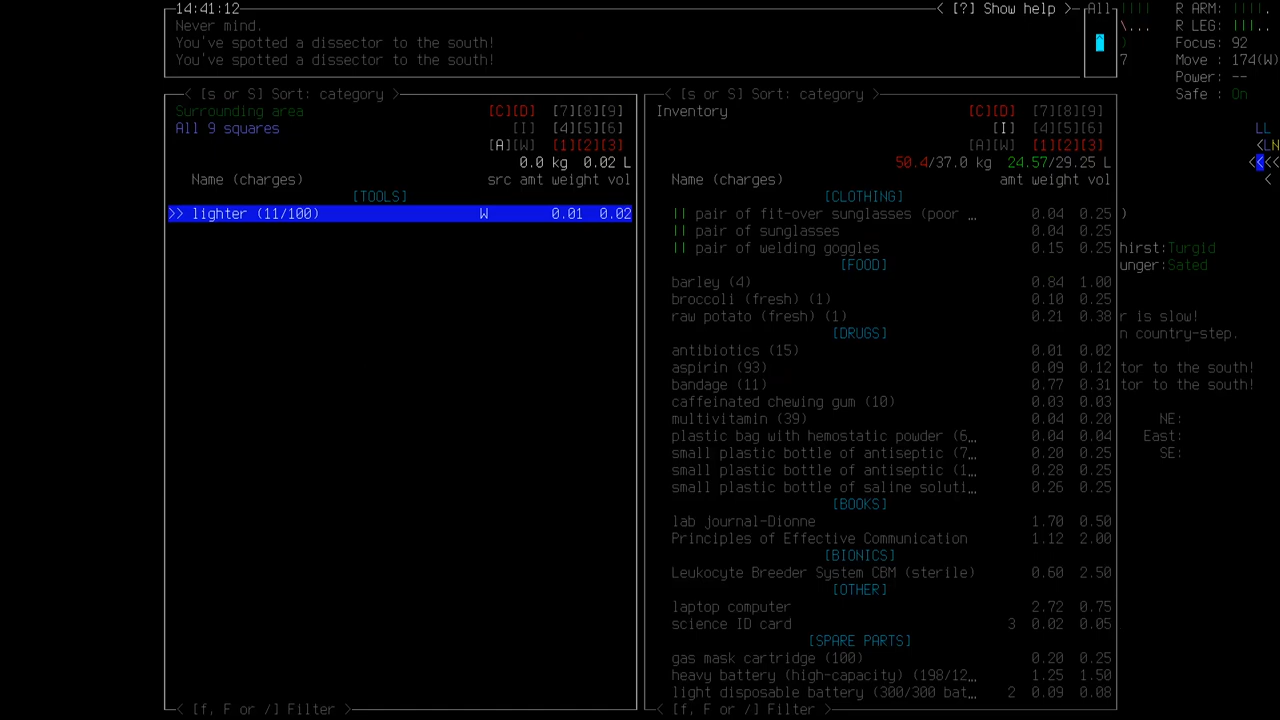 14:41:12 < [?] Show help > All R ARM: ||||
Never mind. \... R LEG: |||..
You've spotted a dissector to the south! ) Focus: 92
You've spotted a dissector to the south! 7 Move : 174(W)
Power: --
Safe : On
< [s or S] Sort: category > < [s or S] Sort: category >
Surrounding area [C][D] [7][8][9] Inventory [C][D] [7][8][9]
All 9 squares [I] [4][5][6] [I] [4][5][6] LL
[A][W] [1][2][3] [A][W] [1][2][3] <LN
0.0 kg 0.02 L 50.4/37.0 kg 24.57/29.25 L <<<<
Name (charges) src amt weight vol Name (charges) amt weight vol <
[TOOLS] [CLOTHING]
>> lighter (11/100) W 0.01 0.02 || pair of fit-over sunglasses (poor … 0.04 0.25 )
|| pair of sunglasses 0.04 0.25
|| pair of welding goggles 0.15 0.25 hirst:Turgid
[FOOD] unger:Sated
barley (4) 0.84 1.00
broccoli (fresh) (1) 0.10 0.25
raw potato (fresh) (1) 0.21 0.38 r is slow!
[DRUGS] n country-step.
antibiotics (15) 0.01 0.02
aspirin (93) 0.09 0.12 tor to the south!
bandage (11) 0.77 0.31 tor to the south!
caffeinated chewing gum (10) 0.03 0.03
multivitamin (39) 0.04 0.20 NE:
plastic bag with hemostatic powder (6… 0.04 0.04 East:
small plastic bottle of antiseptic (7… 0.20 0.25 SE:
small plastic bottle of antiseptic (1… 0.28 0.25
small plastic bottle of saline soluti… 0.26 0.25
[BOOKS]
lab journal-Dionne 1.70 0.50
Principles of Effective Communication 1.12 2.00
[BIONICS]
Leukocyte Breeder System CBM (sterile) 0.60 2.50
[OTHER]
laptop computer 2.72 0.75
science ID card 3 0.02 0.05
[SPARE PARTS]
gas mask cartridge (100) 0.20 0.25
heavy battery (high-capacity) (198/12… 1.25 1.50
light disposable battery (300/300 bat… 2 0.09 0.08
< [f, F or /] Filter > < [f, F or /] Filter >